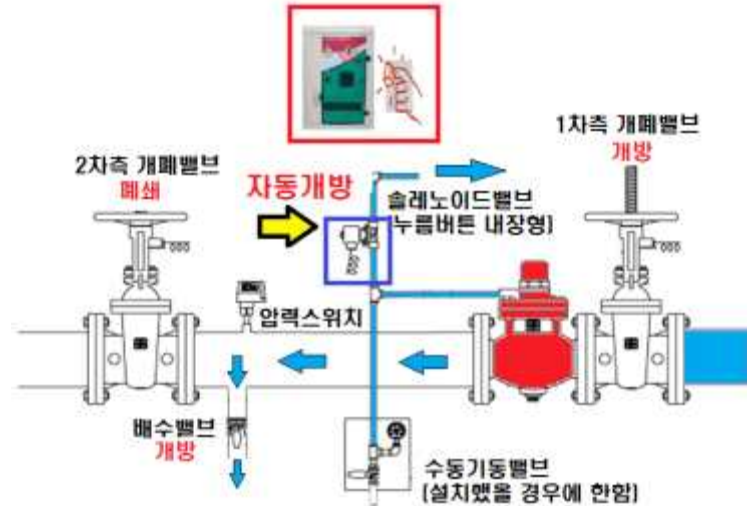 1차측 개폐밸브
개방
2차측 개폐밸브
폐쇄
자동개방
솔레노이드밸브
(누름버튼 내장형)
압력스위치
배수밸브
개방
수동기동밸브
(설치했을 경우에 한함)